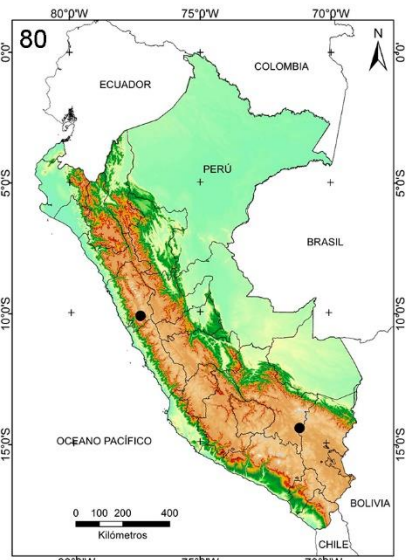 80°0'W 75°0'W 70°0'W
80
N
0°0'
0°0'
COLOMBIA
ECUADOR
PERÚ
5°0'S
5°0'S
BRASIL
10°0'S
10°0'S
OCEANO PACÍFICO
15°0'S
15°0'S
BOLIVIA
0 100 200 400
Kilómetros
CHILE